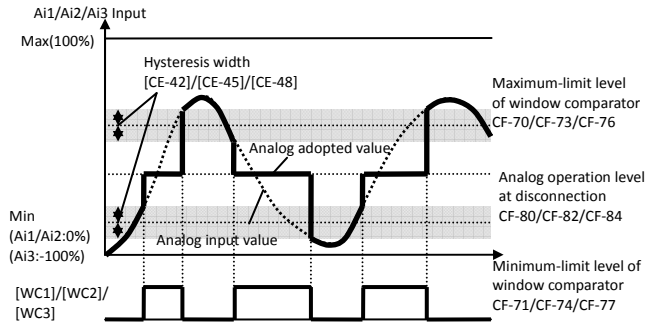 Ai1/Ai2/Ai3 Input
Max(100%)
Hysteresis width
[CE-42]/[CE-45]/[CE-48]
Maximum-limit level
of window comparator
CF-70/CF-73/CF-76
Analog adopted value
Analog operation level
at disconnection
CF-80/CF-82/CF-84
Min
(Ai1/Ai2:0%)
(Ai3:-100%)
Analog input value
Minimum-limit level of
window comparator
CF-71/CF-74/CF-77
[WC1]/[WC2]/
[WC3]